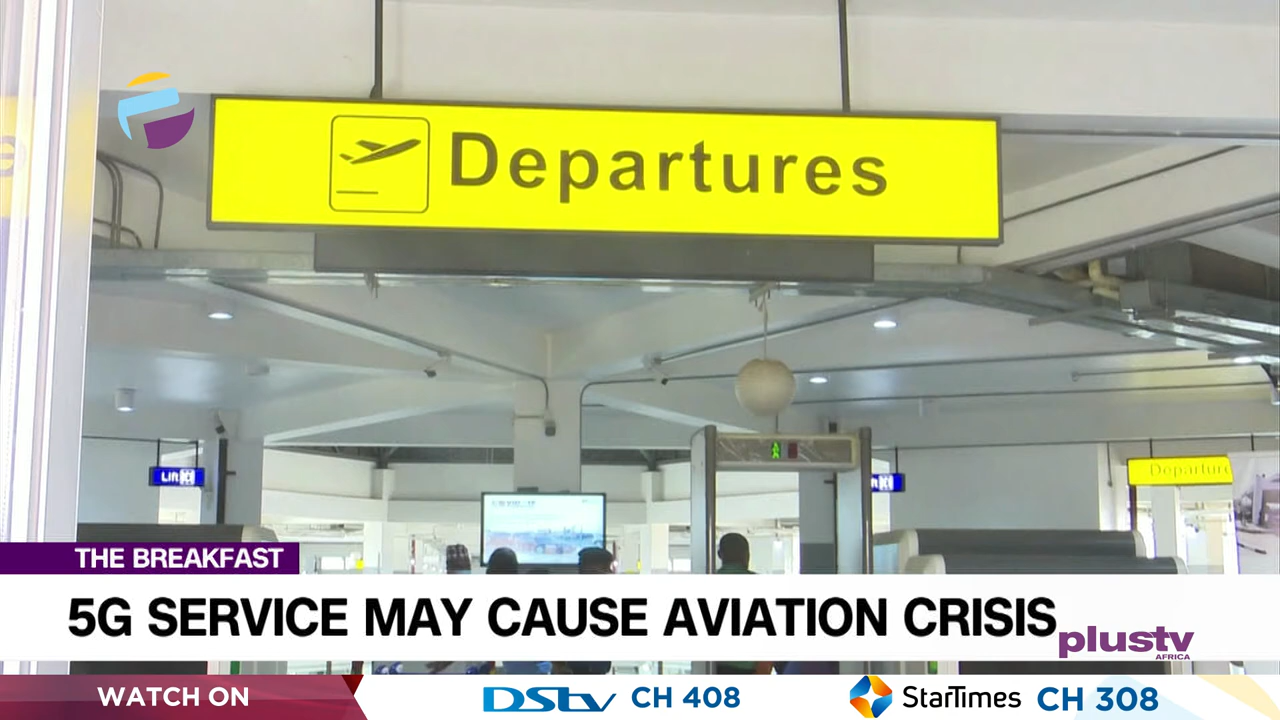 Departures
Lift
Departure
THE BREAKFAST
5G SERVICE MAY CAUSE AVIATION CRISIS
plustv
AFRICA
WATCH ON
DStv CH 408
StarTimes CH 308